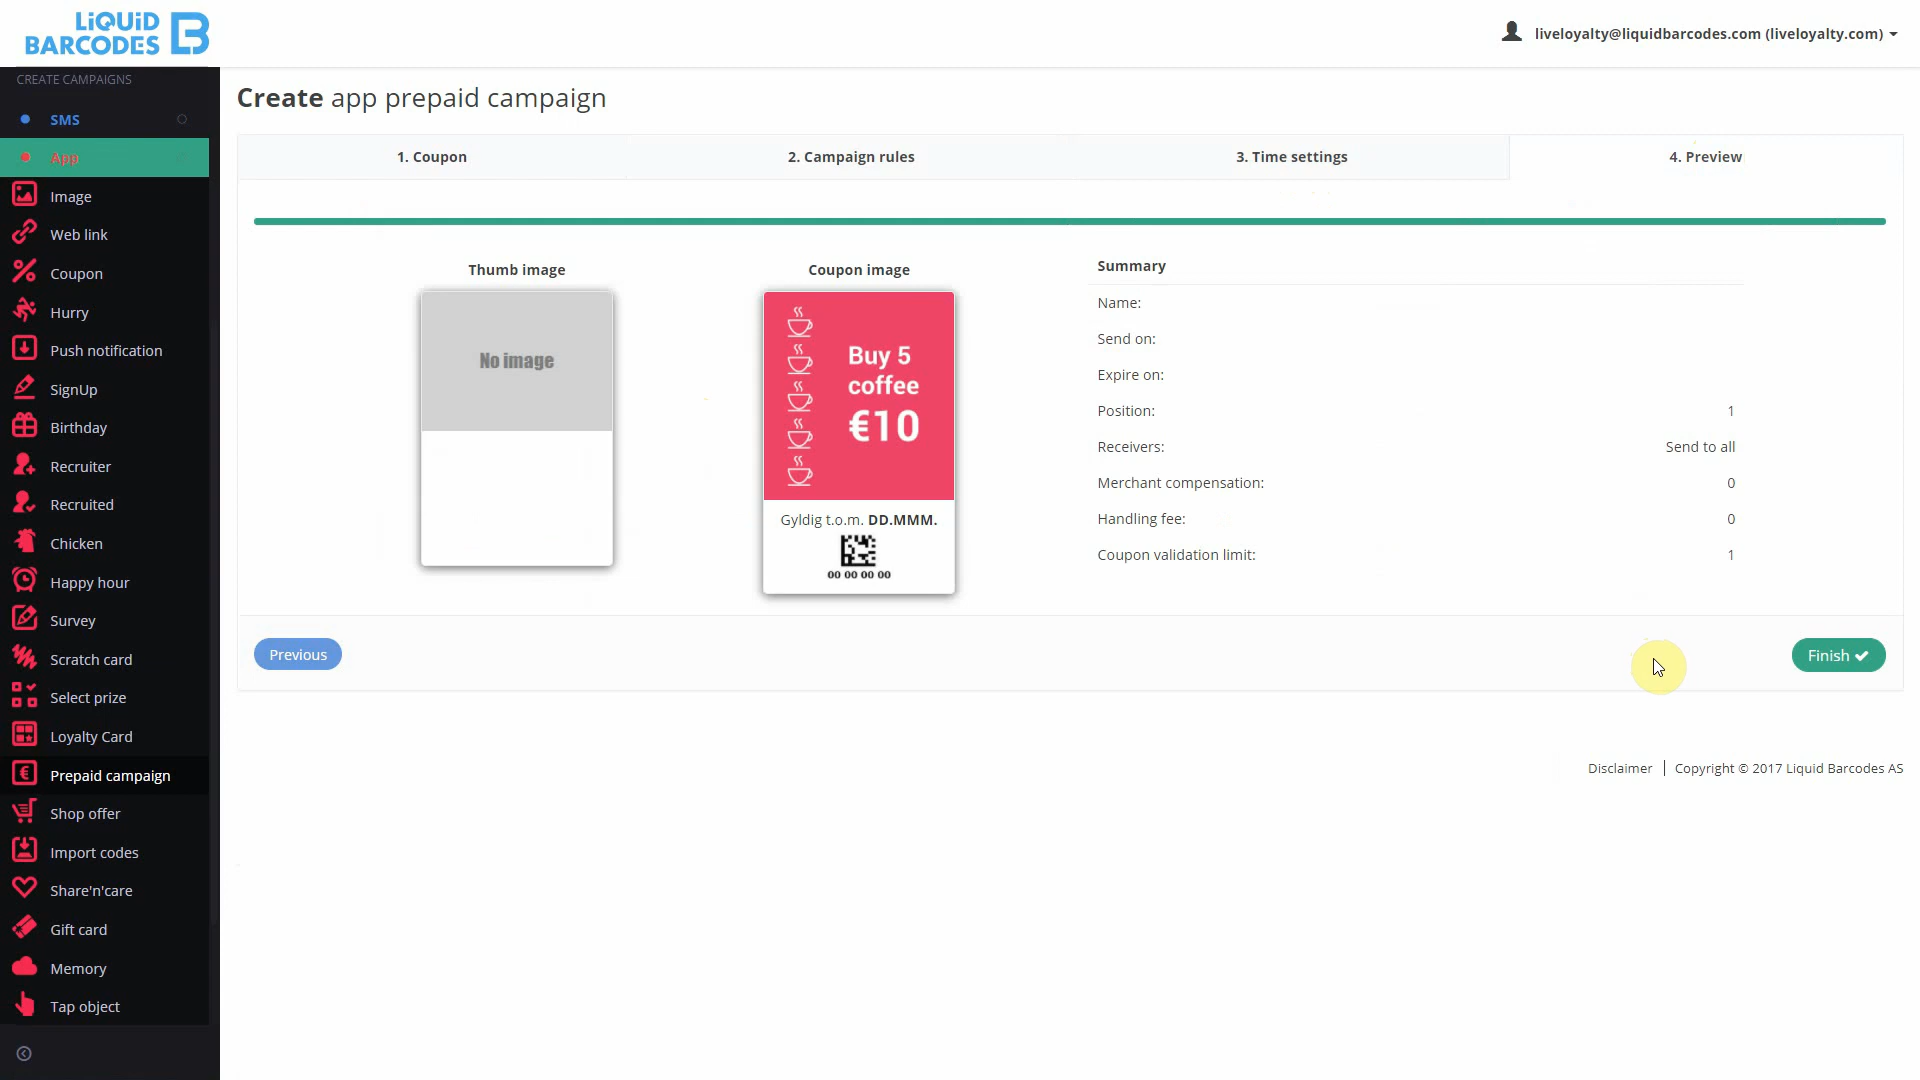 LiQUiD
BARCODES
liveloyalty@liquidbarcodes.com (liveloyalty.com)
CREATE CAMPAIGNS
SMS
App
Image
Web link
Coupon
Hurry
Push notification
SignUp
Birthday
Recruiter
Recruited
Chicken
Happy hour
Survey
Scratch card
Select prize
Loyalty Card
Prepaid campaign
Shop offer
Import codes
Share'n'care
Gift card
Memory
Tap object
Create app prepaid campaign
1. Coupon
2. Campaign rules
3. Time settings
4. Preview
Thumb image
No image
Coupon image
Buy 5
coffee
€10
Gyldig t.o.m. DD.MMM.
00 00 00 00
Summary
Name:
Send on:
Expire on:
Position: 1
Receivers: Send to all
Merchant compensation: 0
Handling fee: 0
Coupon validation limit: 1
Previous
Finish
Disclaimer | Copyright © 2017 Liquid Barcodes AS